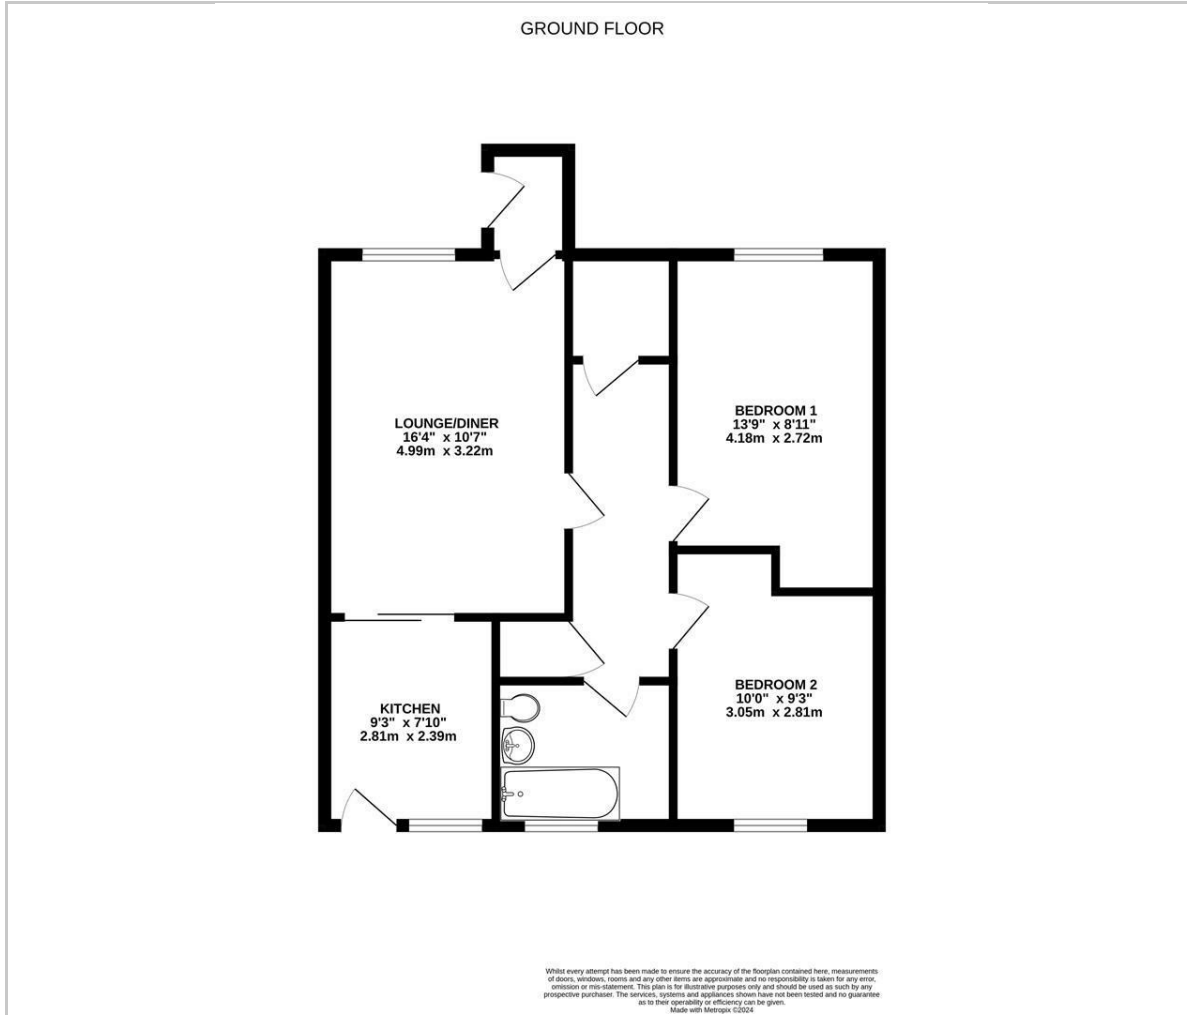 GROUND FLOOR
LOUNGE/DINER
16'4" x 10'7"
4.99m x 3.22m
BEDROOM 1
13'9" x 8'11"
4.18m x 2.72m
KITCHEN
9'3" x 7'10"
2.81m x 2.39m
BEDROOM 2
10'0" x 9'3"
3.05m x 2.81m
Whilst every attempt has been made to ensure the accuracy of the floorplan contained here, measurements
of doors, windows, rooms and any other items are approximate and no responsibility is taken for any error,
omission or mis-statement. This plan is for illustrative purposes only and should be used as such by any
prospective purchaser. The services, systems and appliances shown have not been tested and no guarantee
as to their operability or efficiency can be given.
Made with Metropix ©2024